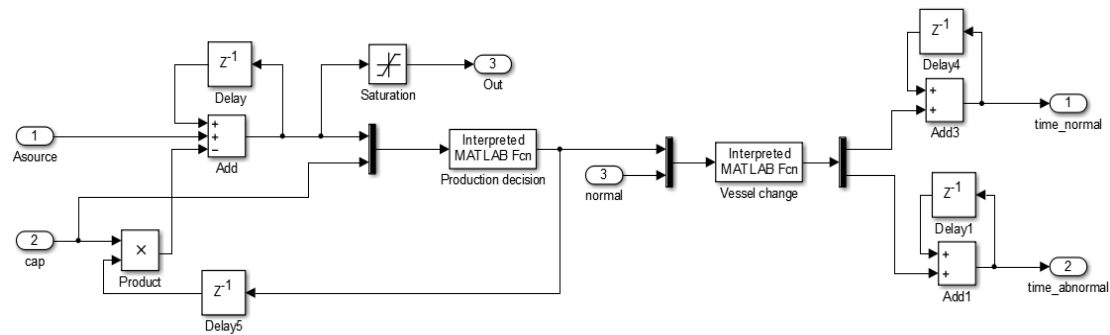 Z-1
Delay
Saturation
3
Out
1
Asource
+
+
−
Add
2
cap
×
Product
Z-1
Delay5
Interpreted
MATLAB Fcn
Production decision
3
normal
Interpreted
MATLAB Fcn
Vessel change
Z-1
Delay4
+
+
Add3
1
time_normal
Z-1
Delay1
+
+
Add1
2
time_abnormal